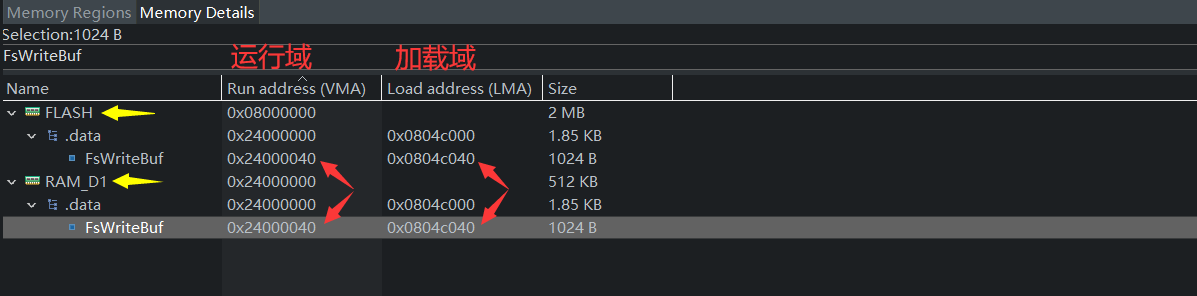 Memory Regions Memory Details
Selection:1024 B
FsWriteBuf
运行域 加载域
Name Run address (VMA) Load address (LMA) Size
FLASH 0x08000000 2 MB
.data 0x24000000 0x0804c000 1.85 KB
FsWriteBuf 0x24000040 0x0804c040 1024 B
RAM_D1 0x24000000 512 KB
.data 0x24000000 0x0804c000 1.85 KB
FsWriteBuf 0x24000040 0x0804c040 1024 B